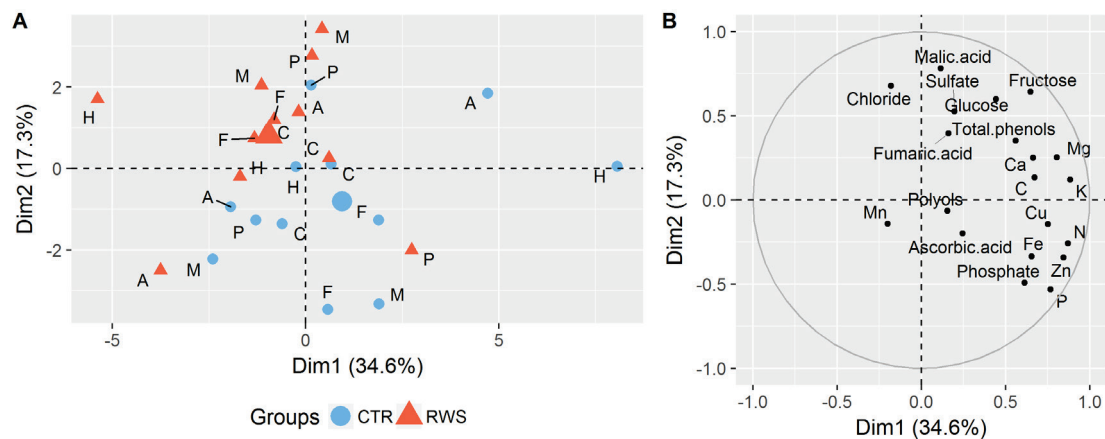 A
M
P
P
M
F
A
A
H
F
C
C
H
H
C
H
A
F
P
C
P
M
A
F
M
2
0
-2
-5
0
5
Dim2 (17.3%)
Dim1 (34.6%)
Groups CTR RWS
B
1.0
0.5
0.0
-0.5
-1.0
Malic.acid
Sulfate
Fructose
Chloride
Glucose
Total.phenols
Fumaric.acid
Mg
Ca
C
K
Polyols
Mn
Cu
N
Ascorbic.acid
Fe
Phosphate
Zn
P
-1.0
-0.5
0.0
0.5
1.0
Dim2 (17.3%)
Dim1 (34.6%)